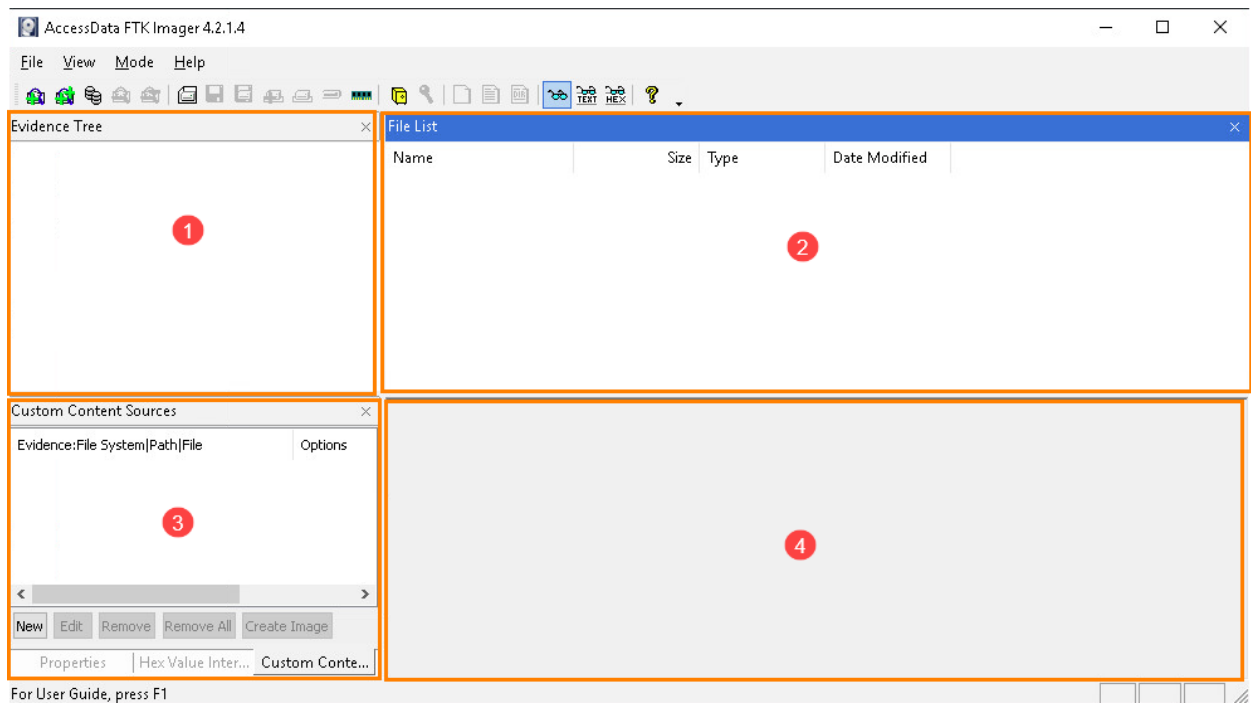 AccessData FTK Imager 4.2.1.4
File View Mode Help
TEXT HEX
Evidence Tree
File List
Name Size Type Date Modified
1
2
Custom Content Sources
Evidence:File System|Path|File Options
3
4
New Edit Remove Remove All Create Image
Properties Hex Value Inter... Custom Conte...
For User Guide, press F1